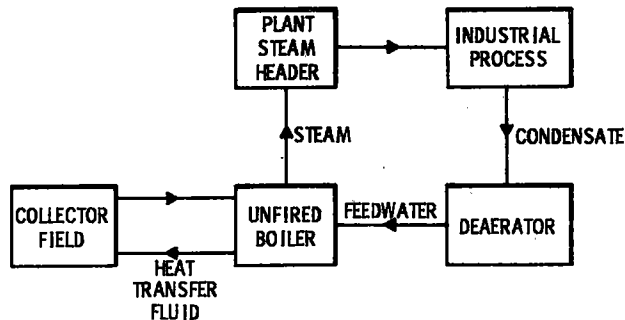 PLANT
STEAM
HEADER
INDUSTRIAL
PROCESS
STEAM
CONDENSATE
COLLECTOR
FIELD
UNFIRED
BOILER
FEEDWATER
DEAERATOR
HEAT
TRANSFER
FLUID